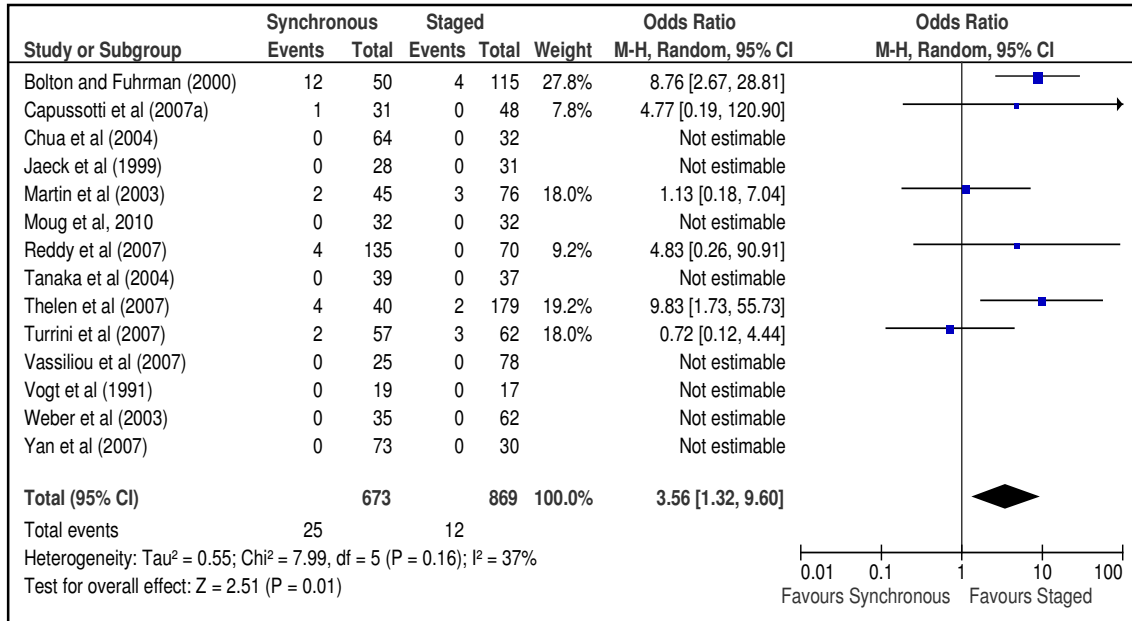 Synchronous Staged Odds Ratio Odds Ratio
Study or Subgroup Events Total Events Total Weight M-H, Random, 95% CI M-H, Random, 95% CI
Bolton and Fuhrman (2000) 12 50 4 115 27.8% 8.76 [2.67, 28.81]
Capussotti et al (2007a) 1 31 0 48 7.8% 4.77 [0.19, 120.90]
Chua et al (2004) 0 64 0 32 Not estimable
Jaeck et al (1999) 0 28 0 31 Not estimable
Martin et al (2003) 2 45 3 76 18.0% 1.13 [0.18, 7.04]
Moug et al, 2010 0 32 0 32 Not estimable
Reddy et al (2007) 4 135 0 70 9.2% 4.83 [0.26, 90.91]
Tanaka et al (2004) 0 39 0 37 Not estimable
Thelen et al (2007) 4 40 2 179 19.2% 9.83 [1.73, 55.73]
Turrini et al (2007) 2 57 3 62 18.0% 0.72 [0.12, 4.44]
Vassiliou et al (2007) 0 25 0 78 Not estimable
Vogt et al (1991) 0 19 0 17 Not estimable
Weber et al (2003) 0 35 0 62 Not estimable
Yan et al (2007) 0 73 0 30 Not estimable
Total (95% CI) 673 869 100.0% 3.56 [1.32, 9.60]
Total events 25 12
Heterogeneity: Tau² = 0.55; Chi² = 7.99, df = 5 (P = 0.16); I² = 37%
Test for overall effect: Z = 2.51 (P = 0.01)
0.01 0.1 1 10 100
Favours Synchronous Favours Staged